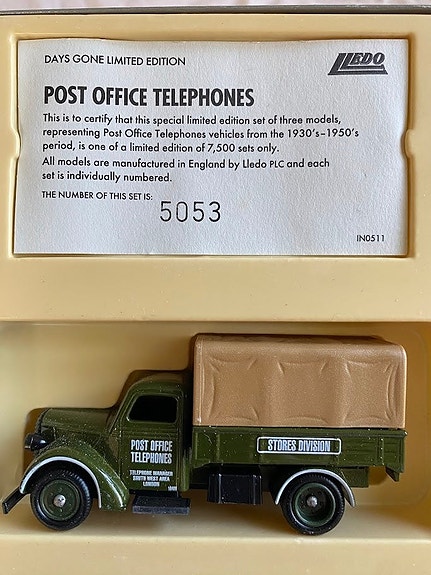 DAYS GONE LIMITED EDITION
LLEDO
POST OFFICE TELEPHONES
This is to certify that this special limited edition set of three models,
representing Post Office Telephones vehicles from the 1930's–1950's
period, is one of a limited edition of 7,500 sets only.
All models are manufactured in England by Lledo PLC and each
set is individually numbered.
THE NUMBER OF THIS SET IS:
5053
IN0511
POST OFFICE
TELEPHONES
TELEPHONE MANAGER
SOUTH WEST AREA
LONDON
STORES DIVISION